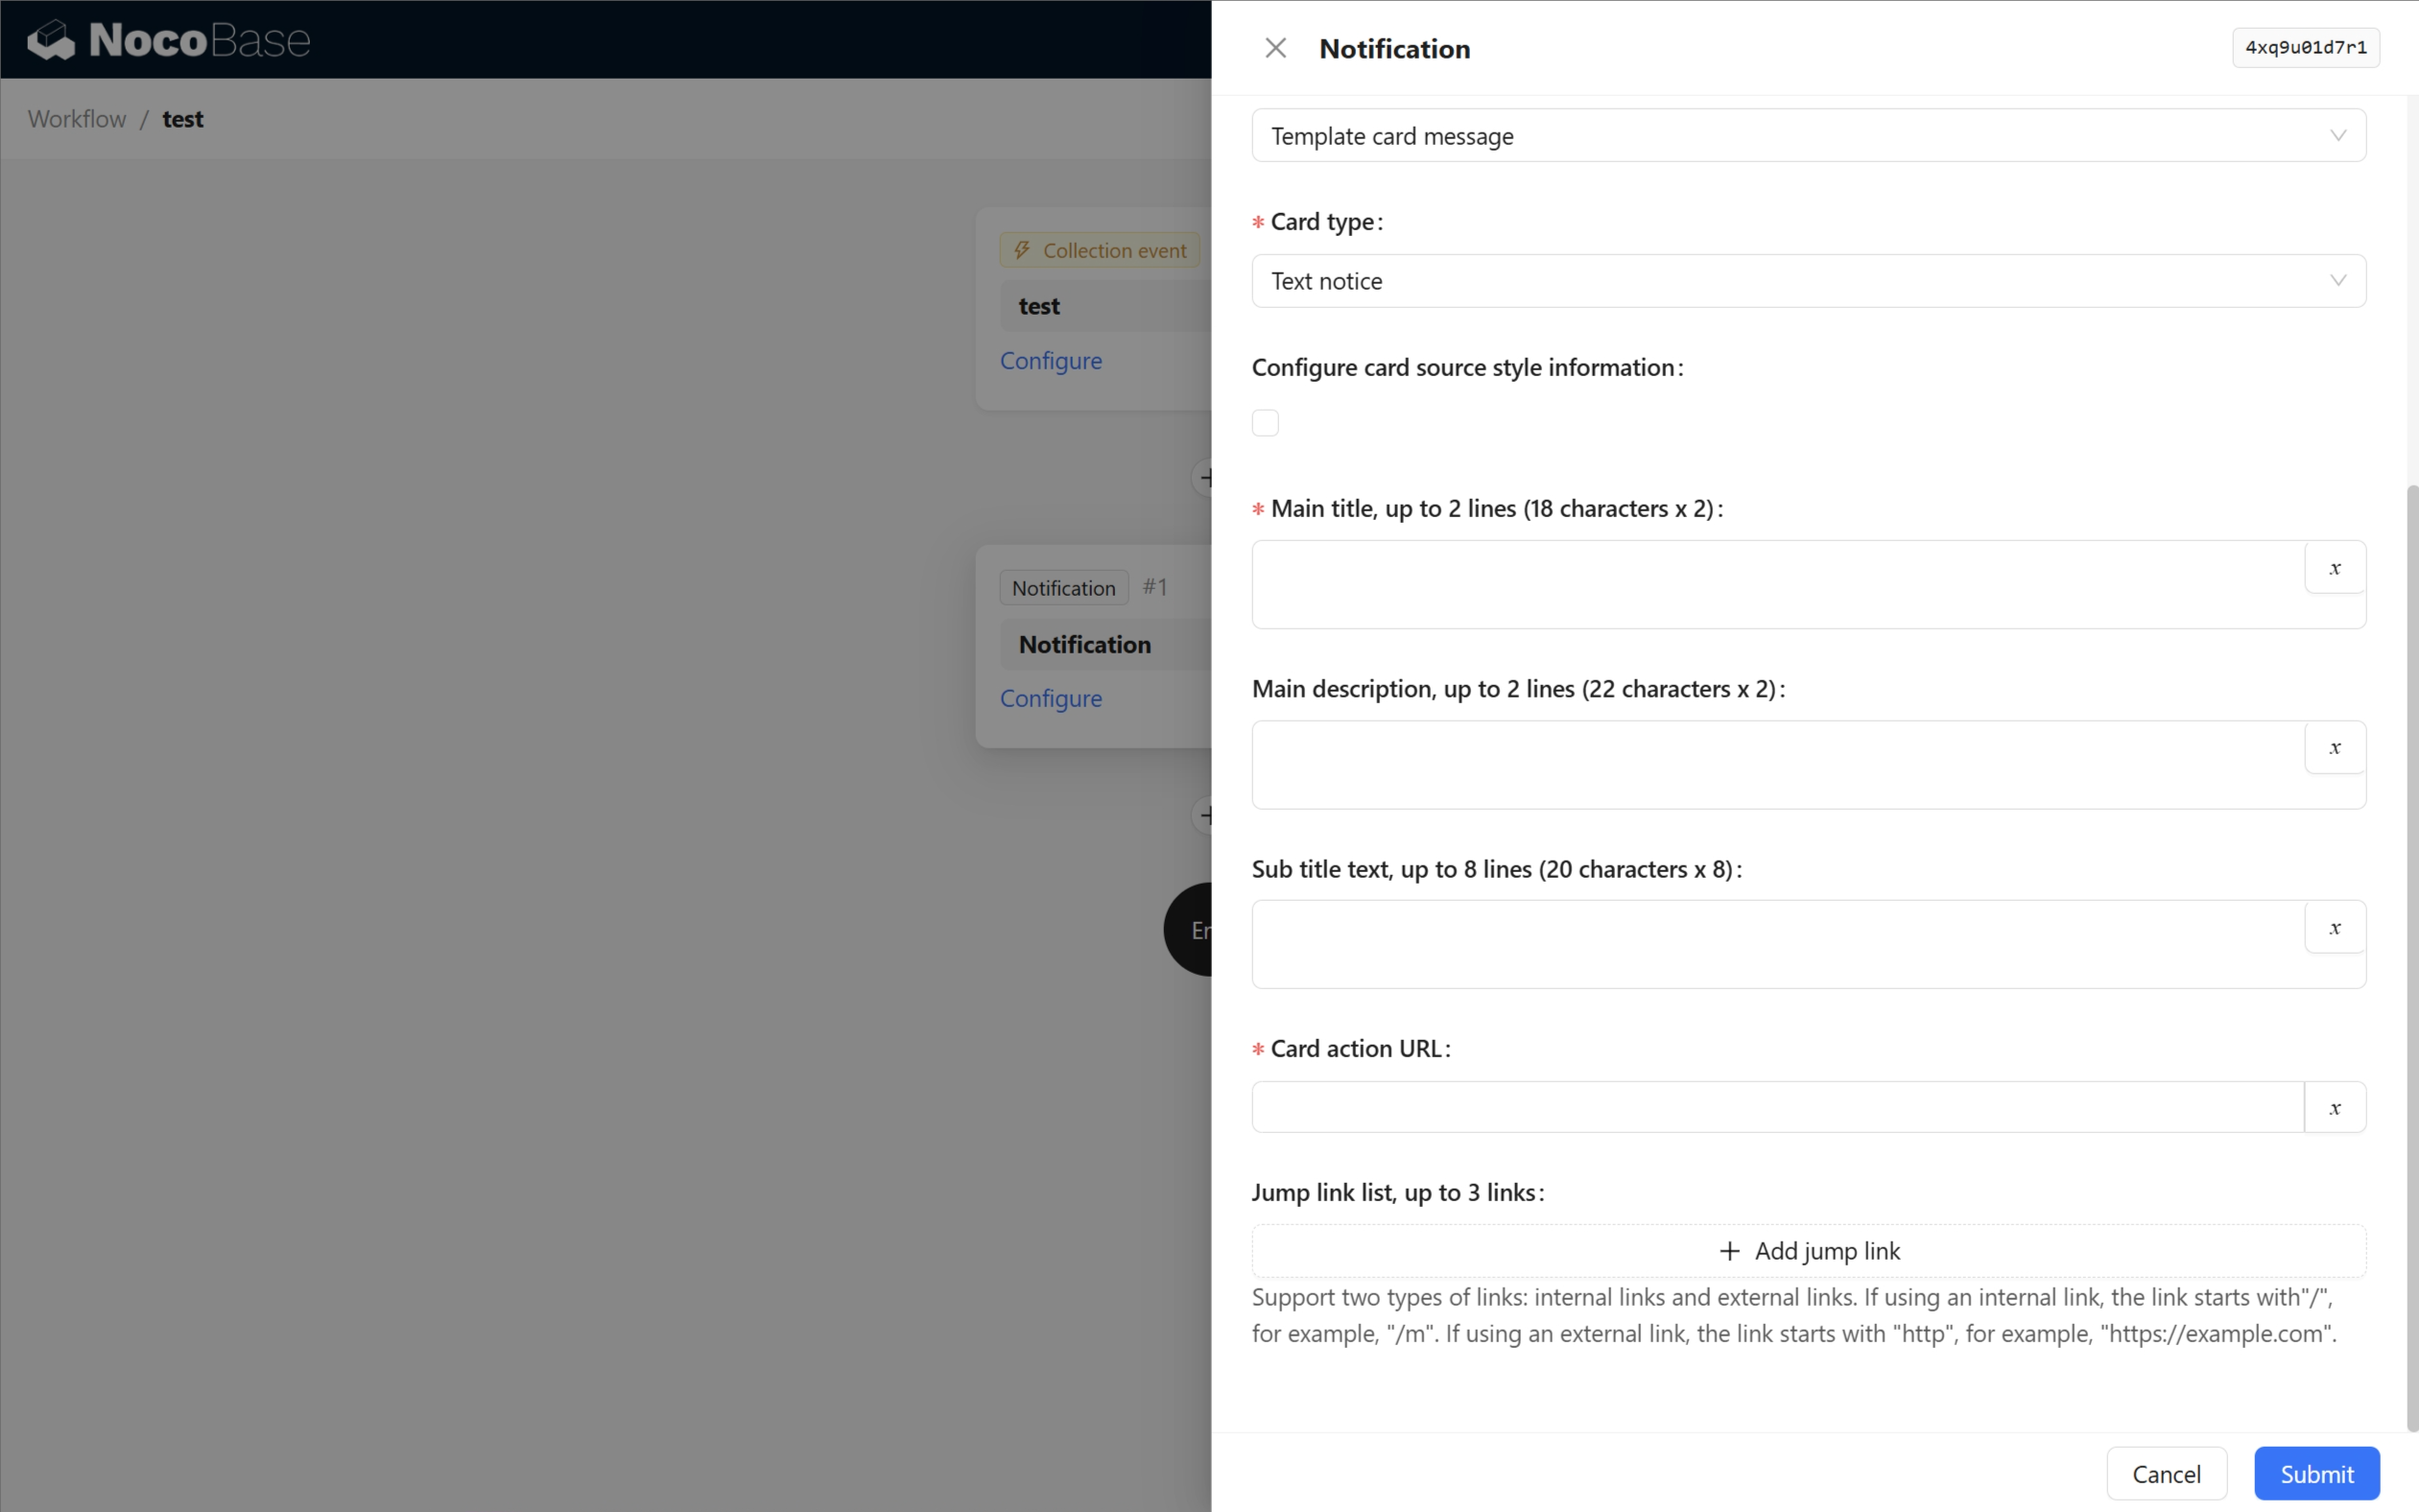 NocoBase
Workflow / test
Collection event
test
Configure
Notification #1
Notification
Configure
Notification
4xq9u01d7r1
Template card message
* Card type:
Text notice
Configure card source style information:
* Main title, up to 2 lines (18 characters x 2):
x
Main description, up to 2 lines (22 characters x 2):
x
Sub title text, up to 8 lines (20 characters x 8):
x
* Card action URL:
x
Jump link list, up to 3 links:
+ Add jump link
Support two types of links: internal links and external links. If using an internal link, the link starts with"/",
for example, "/m". If using an external link, the link starts with "http", for example, "https://example.com".
Cancel
Submit